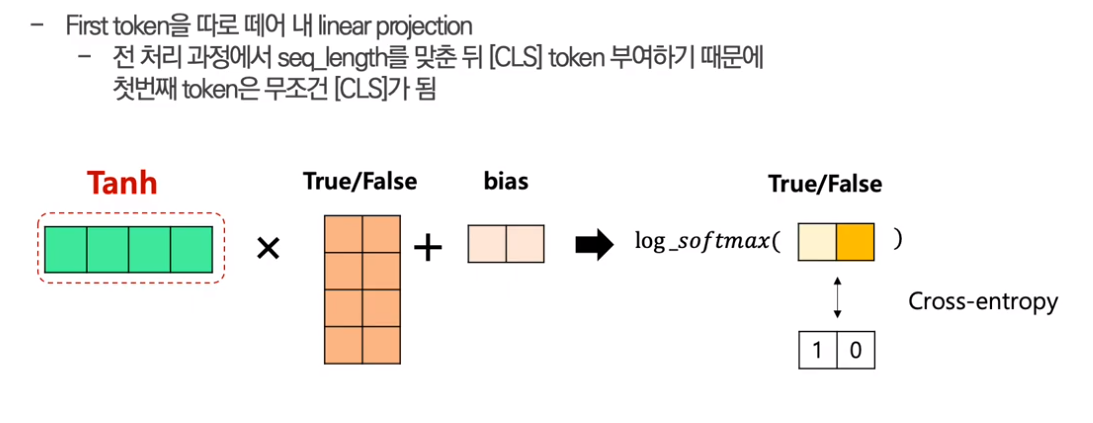 - First token을 따로 떼어 내 linear projection
- 전 처리 과정에서 seq_length를 맞춘 뒤 [CLS] token 부여하기 때문에
첫번째 token은 무조건 [CLS]가 됨
Tanh
True/False
bias
True/False
×
+
log_softmax( )
Cross-entropy
1 0